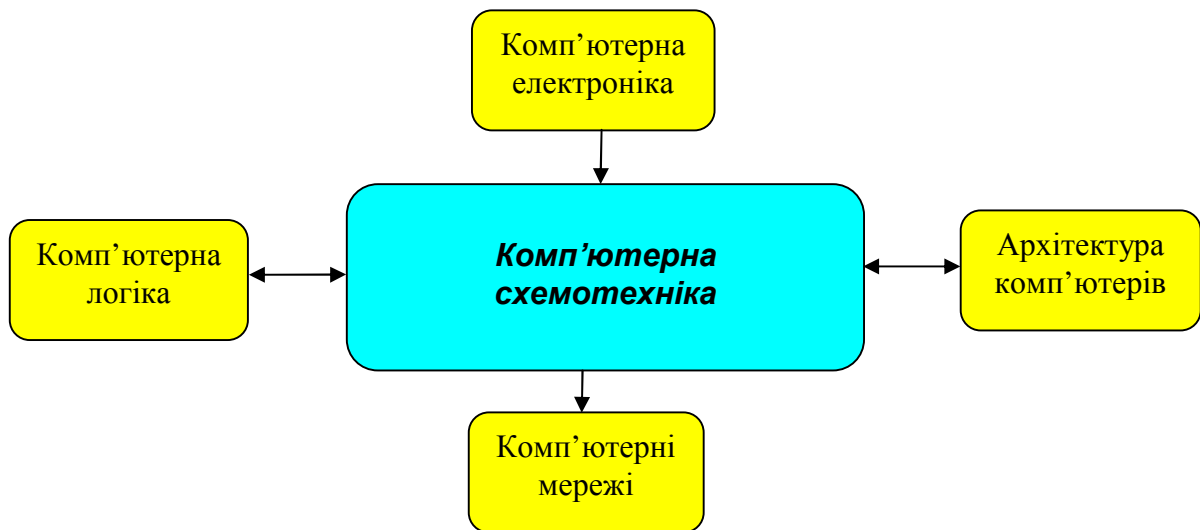 Комп’ютерна
електроніка
Комп’ютерна
логіка
Комп’ютерна
схемотехніка
Архітектура
комп’ютерів
Комп’ютерні
мережі